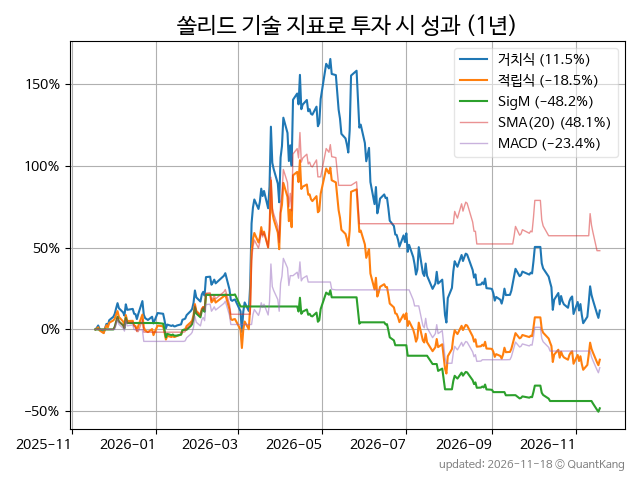 쏠리드 기술 지표로 투자 시 성과 (1년)
거치식 (11.5%)
적립식 (−18.5%)
SigM (−48.2%)
SMA(20) (48.1%)
MACD (−23.4%)
150%
100%
50%
0%
−50%
2025-11 2026-01 2026-03 2026-05 2026-07 2026-09 2026-11
updated: 2026-11-18 © QuantKang